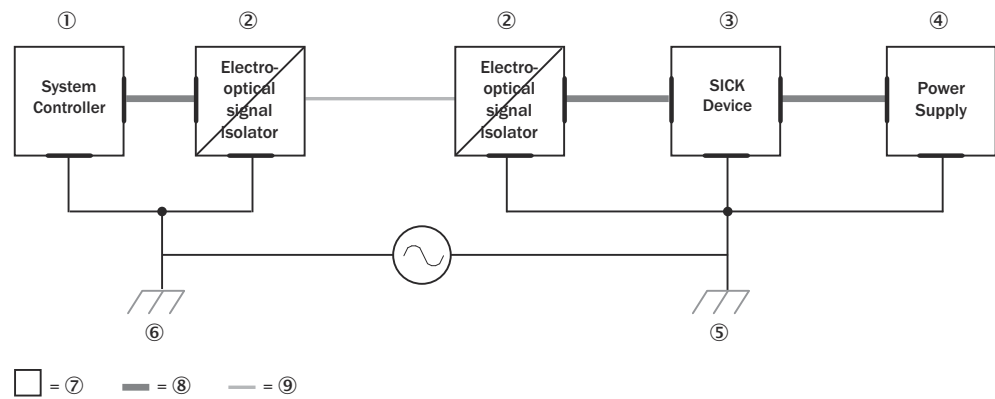 ① ② ② ③ ④
System
Controller
Electro-
optical
signal
Isolator
Electro-
optical
signal
Isolator
SICK
Device
Power
Supply
⑥ ⑤
= ⑦ = ⑧ = ⑨